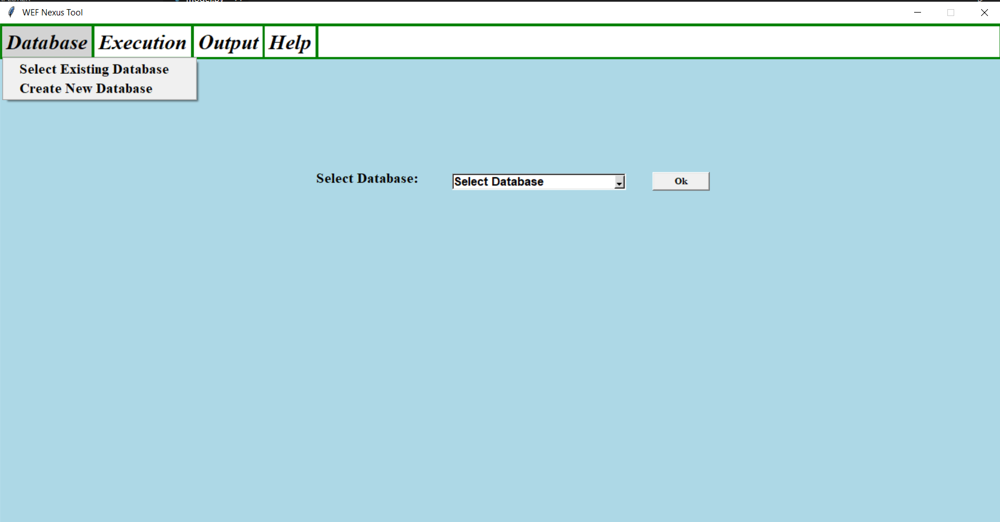 WEF Nexus Tool
Database Execution Output Help
Select Existing Database
Create New Database
Select Database: Select Database Ok